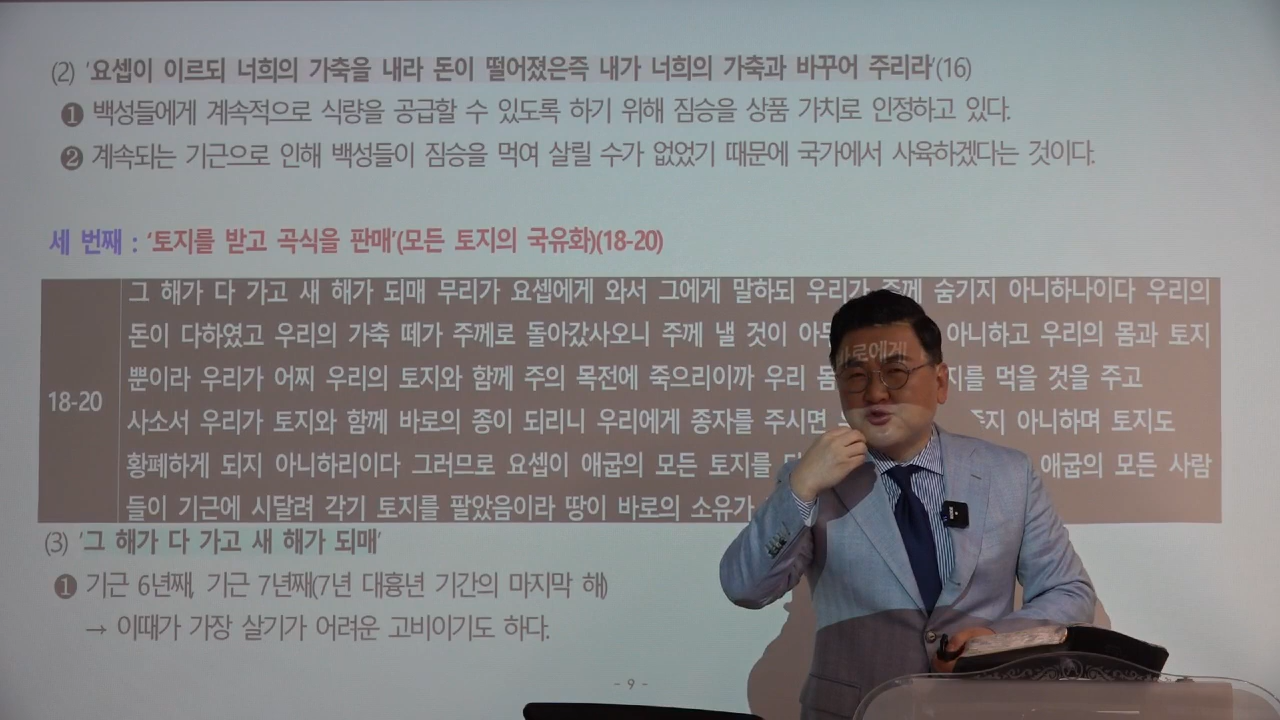 (2) '요셉이 이르되 너희의 가축을 내라 돈이 떨어졌은즉 내가 너희의 가축과 바꾸어 주리라'(16)
❶ 백성들에게 계속적으로 식량을 공급할 수 있도록 하기 위해 짐승을 상품 가치로 인정하고 있다.
❷ 계속되는 기근으로 인해 백성들이 짐승을 먹여 살릴 수가 없었기 때문에 국가에서 사육하겠다는 것이다.
세 번째 : '토지를 받고 곡식을 판매'(모든 토지의 국유화)(18-20)
18-20
그 해가 다 가고 새 해가 되매 무리가 요셉에게 와서 그에게 말하되 우리가 주께 숨기지 아니하나이다 우리의
돈이 다하였고 우리의 가축 떼가 주께로 돌아갔사오니 주께 낼 것이 아니하고 우리의 몸과 토지
뿐이라 우리가 어찌 우리의 토지와 함께 주의 목전에 죽으리이까 우리 바로에게 먹을 것을 주고
사소서 우리가 토지와 함께 바로의 종이 되리니 우리에게 종자를 주시면 아니하며 토지도
황폐하게 되지 아니하리이다 그러므로 요셉이 애굽의 모든 토지를 애굽의 모든 사람
들이 기근에 시달려 각기 토지를 팔았음이라 땅이 바로의 소유가
(3) '그 해가 다 가고 새 해가 되매'
❶ 기근 6년째, 기근 7년째(7년 대흉년 기간의 마지막 해)
→ 이때가 가장 살기가 어려운 고비이기도 하다.
- 9 -